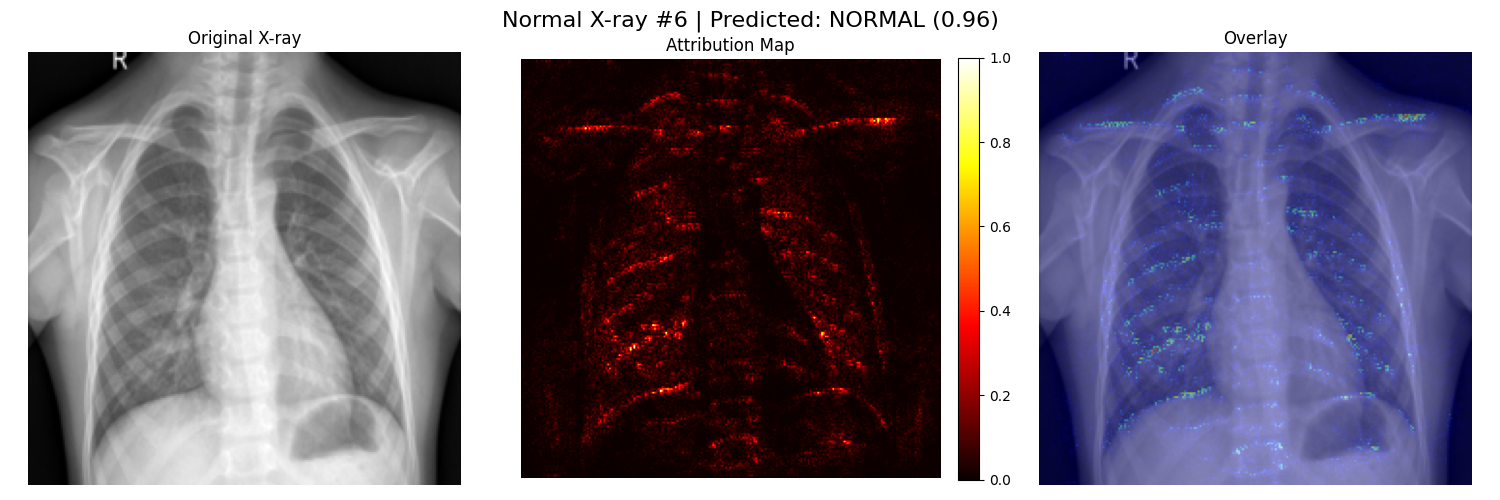 Normal X-ray #6 | Predicted: NORMAL (0.96)
Original X-ray
Attribution Map
Overlay
R
R
1.0
0.8
0.6
0.4
0.2
0.0